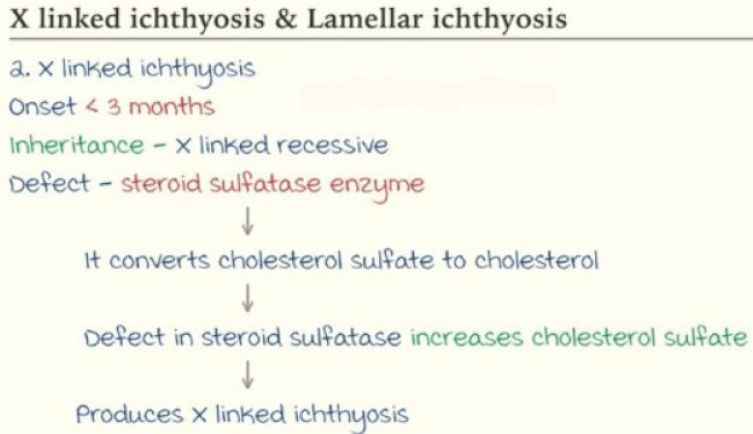 X linked ichthyosis & Lamellar ichthyosis
2. X linked ichthyosis
Onset < 3 months
Inheritance - X linked recessive
Defect - steroid sulfatase enzyme
↓
It converts cholesterol sulfate to cholesterol
↓
Defect in steroid sulfatase increases cholesterol sulfate
↓
Produces X linked ichthyosis